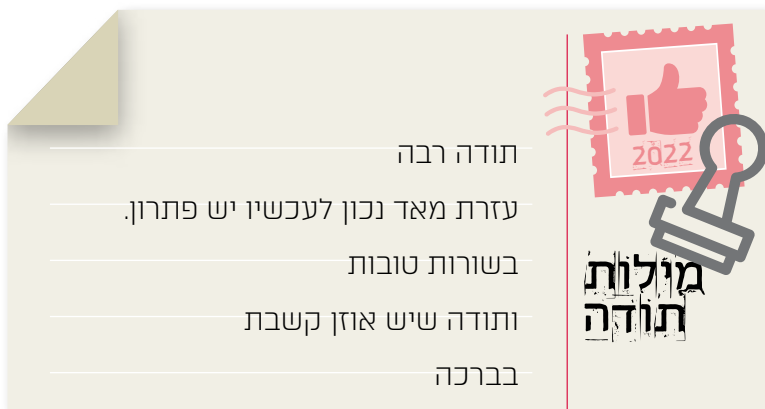 תודה רבה
עזרת מאד נכון לעכשיו יש פתרון.
בשורות טובות
ותודה שיש אוזן קשבת
בברכה
2022
מילות
תודה